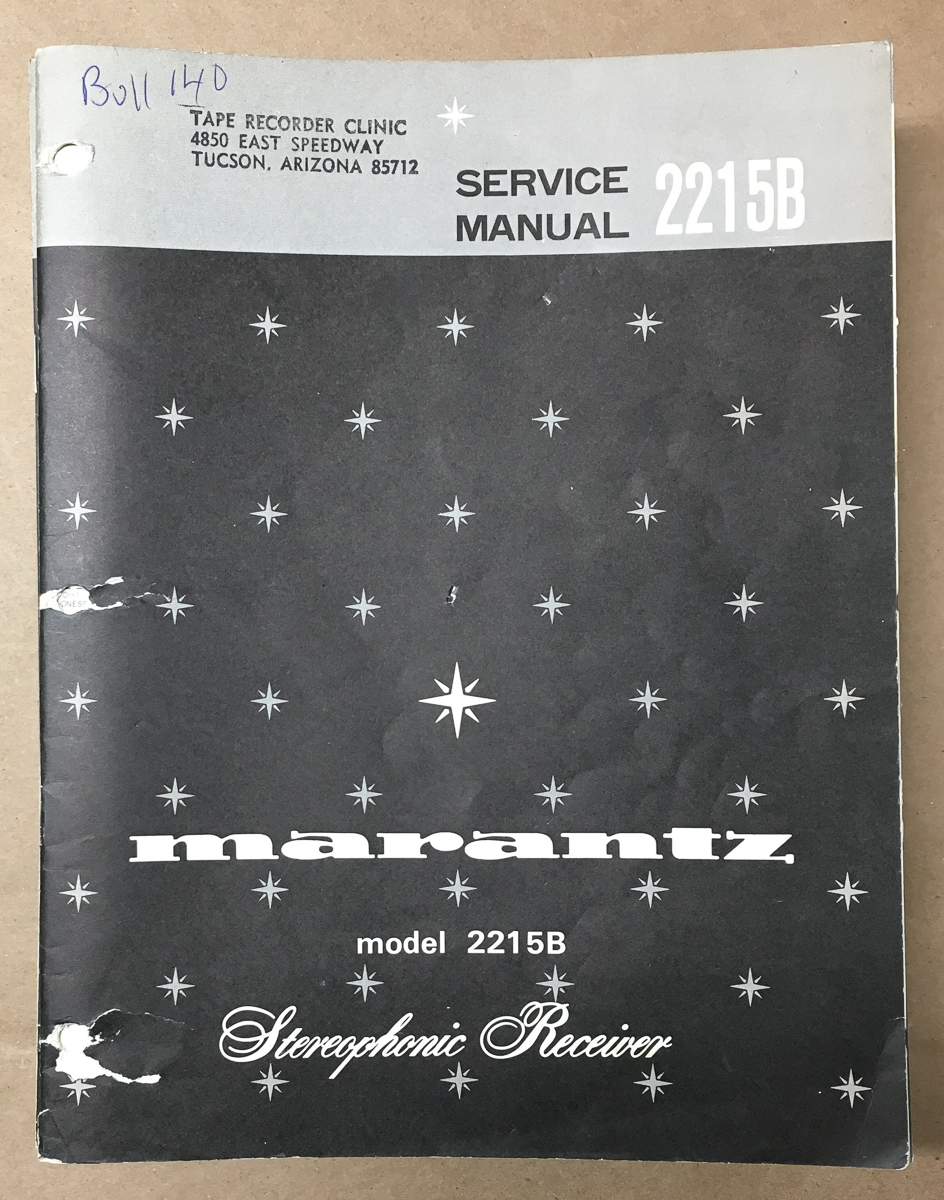 Bull 140
TAPE RECORDER CLINIC
4850 EAST SPEEDWAY
TUCSON, ARIZONA 85712
SERVICE
MANUAL 2215B
marantz
model 2215B
Stereophonic Receiver